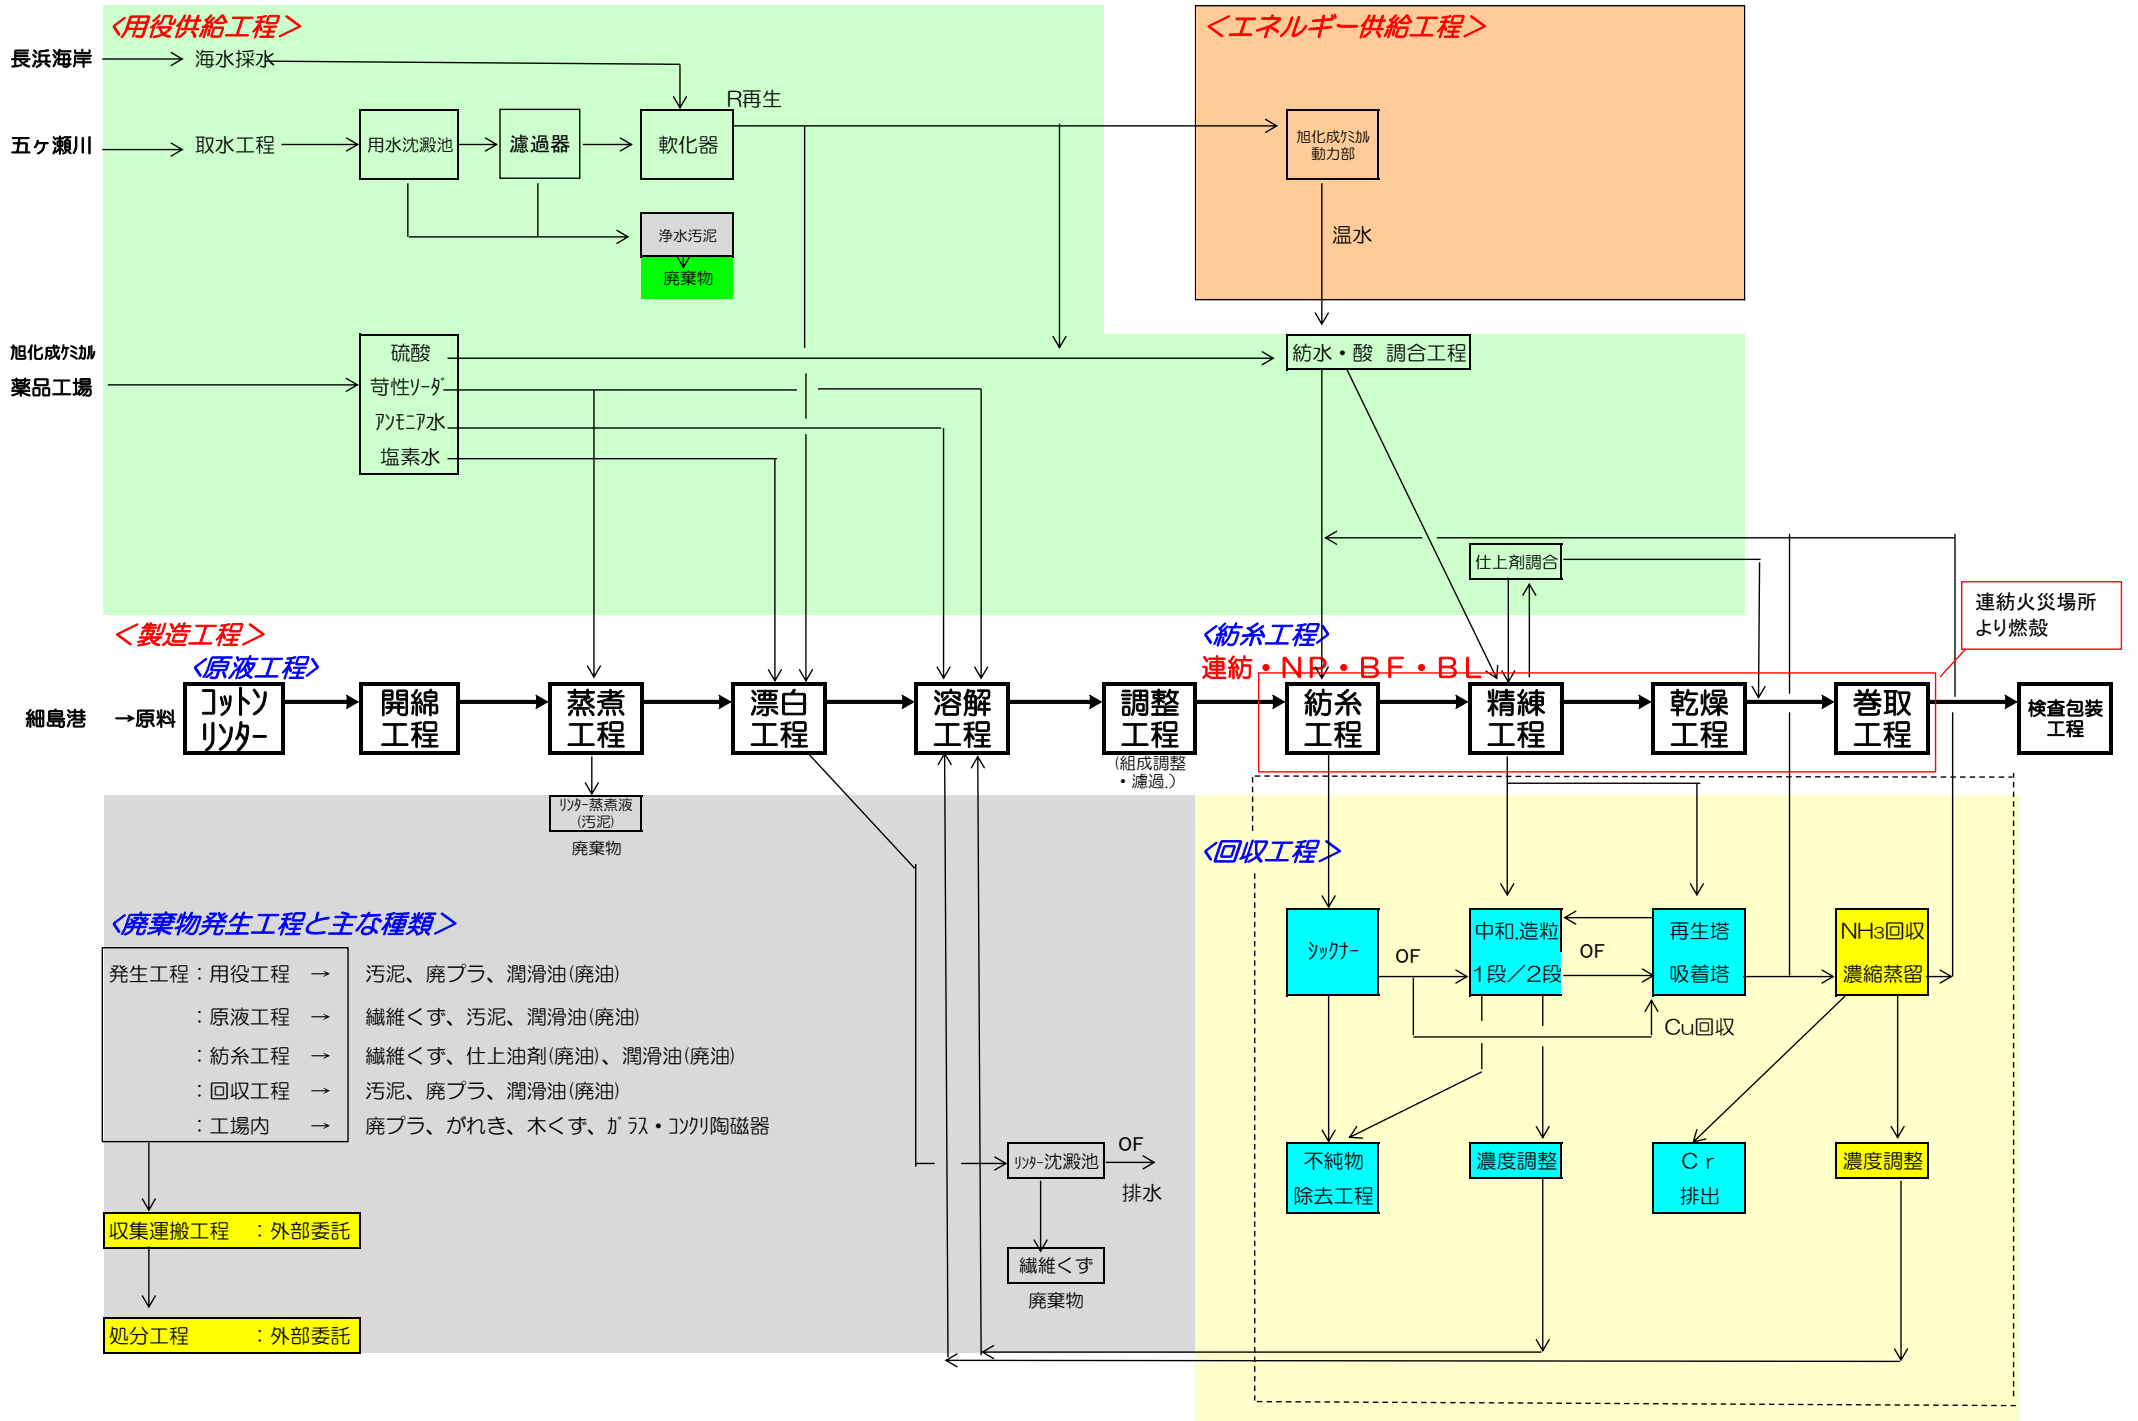 <用役供給工程>
<エネルギー供給工程>
長浜海岸
海水採水
R再生
五ヶ瀬川
取水工程
用水沈澱池
濾過器
軟化器
旭化成ｹﾐｶﾙ
動力部
浄水汚泥
廃棄物
温水
旭化成ｹﾐｶﾙ
薬品工場
硫酸
苛性ｿｰﾀﾞ
ｱﾝﾓﾆｱ水
塩素水
紡水・酸 調合工程
仕上剤調合
連紡火災場所
より燃殻
<製造工程>
<原液工程>
<紡糸工程>
連紡・NP・BF・BL
細島港 →原料
コットン
リンター
開綿
工程
蒸煮
工程
漂白
工程
溶解
工程
調整
工程
(組成調整
・濾過.)
紡糸
工程
精練
工程
乾燥
工程
巻取
工程
検査包装
工程
ﾘﾝﾀｰ蒸煮液
(汚泥)
廃棄物
<回収工程>
<廃棄物発生工程と主な種類>
発生工程：用役工程 → 汚泥、廃プラ、潤滑油(廃油)
：原液工程 → 繊維くず、汚泥、潤滑油(廃油)
：紡糸工程 → 繊維くず、仕上油剤(廃油)、潤滑油(廃油)
：回収工程 → 汚泥、廃プラ、潤滑油(廃油)
：工場内 → 廃プラ、がれき、木くず、ｶﾞﾗｽ・ｺﾝｸﾘ陶磁器
収集運搬工程 ：外部委託
処分工程 ：外部委託
ｼｯｸﾅｰ
OF
中和.造粒
1段／2段
OF
再生塔
吸着塔
NH3回収
濃縮蒸留
Cu回収
ﾘﾝﾀｰ沈澱池
OF
排水
繊維くず
廃棄物
不純物
除去工程
濃度調整
Cr
排出
濃度調整